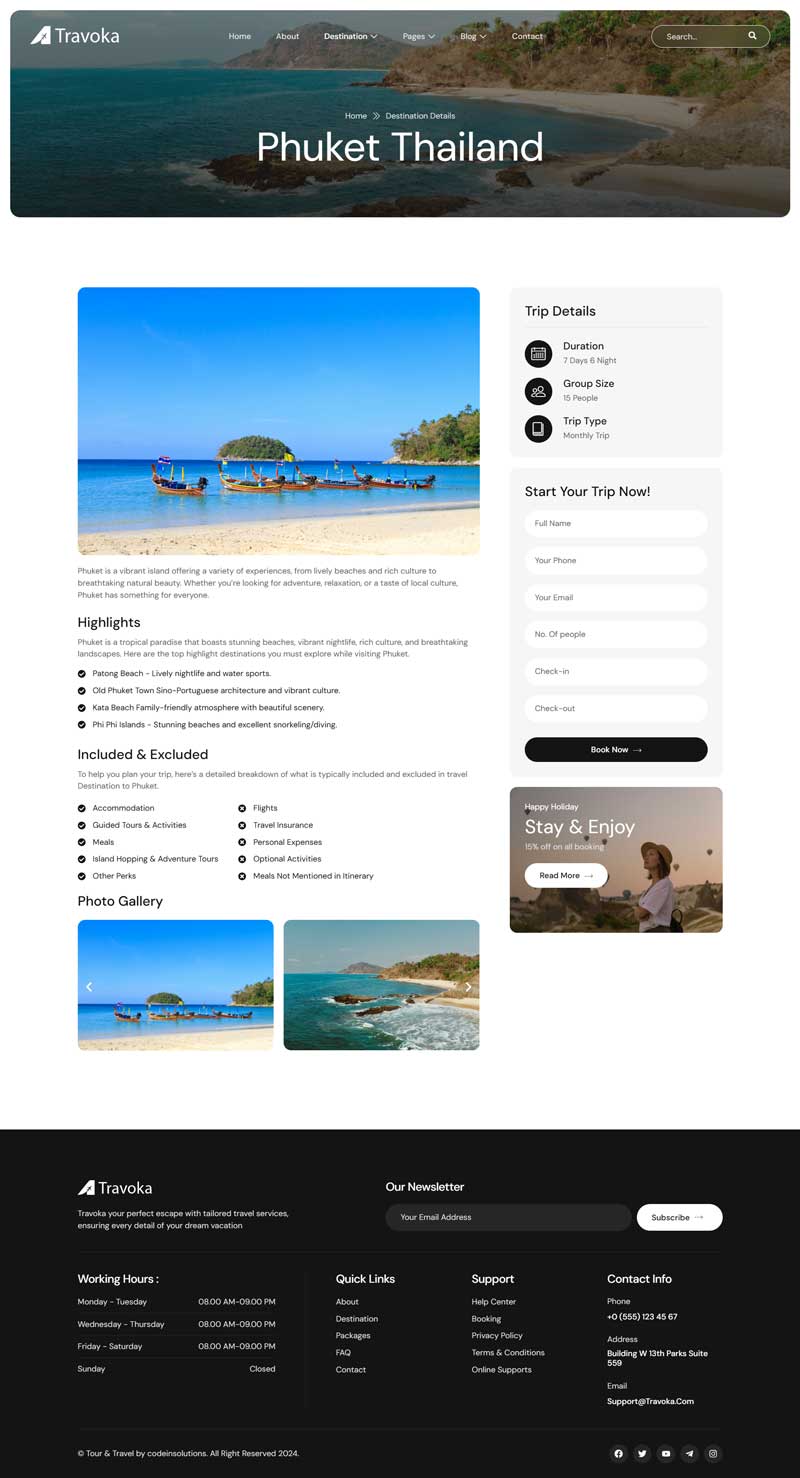 Travoka
Home
About
Destination
Pages
Blog
Contact
Search...
Home
Destination Details
Phuket Thailand
Phuket is a vibrant island offering a variety of experiences, from lively beaches and rich culture to
breathtaking natural beauty. Whether you're looking for adventure, relaxation, or a taste of local culture,
Phuket has something for everyone.
Highlights
Phuket is a tropical paradise that boasts stunning beaches, vibrant nightlife, rich culture, and breathtaking
landscapes. Here are the top highlight destinations you must explore while visiting Phuket.
Patong Beach - Lively nightlife and water sports.
Old Phuket Town Sino-Portuguese architecture and vibrant culture.
Kata Beach Family-friendly atmosphere with beautiful scenery.
Phi Phi Islands - Stunning beaches and excellent snorkeling/diving.
Included & Excluded
To help you plan your trip, here's a detailed breakdown of what is typically included and excluded in travel
Destination to Phuket.
Accommodation
Guided Tours & Activities
Meals
Island Hopping & Adventure Tours
Other Perks
Flights
Travel Insurance
Personal Expenses
Optional Activities
Meals Not Mentioned in Itinerary
Photo Gallery
Trip Details
Duration
7 Days 6 Night
Group Size
15 People
Trip Type
Monthly Trip
Start Your Trip Now!
Full Name
Your Phone
Your Email
No. Of people
Check-in
Check-out
Book Now
Happy Holiday
Stay & Enjoy
15% off on all booking
Read More
Travoka
Travoka your perfect escape with tailored travel services,
ensuring every detail of your dream vacation
Our Newsletter
Your Email Address
Subscribe
Working Hours :
Monday - Tuesday 08.00 AM-09.00 PM
Wednesday - Thursday 08.00 AM-09.00 PM
Friday - Saturday 08.00 AM-09.00 PM
Sunday Closed
Quick Links
About
Destination
Packages
FAQ
Contact
Support
Help Center
Booking
Privacy Policy
Terms & Conditions
Online Supports
Contact Info
Phone
+0 (555) 123 45 67
Address
Building W 13th Parks Suite
559
Email
Support@Travoka.Com
© Tour & Travel by codeinsolutions. All Right Reserved 2024.